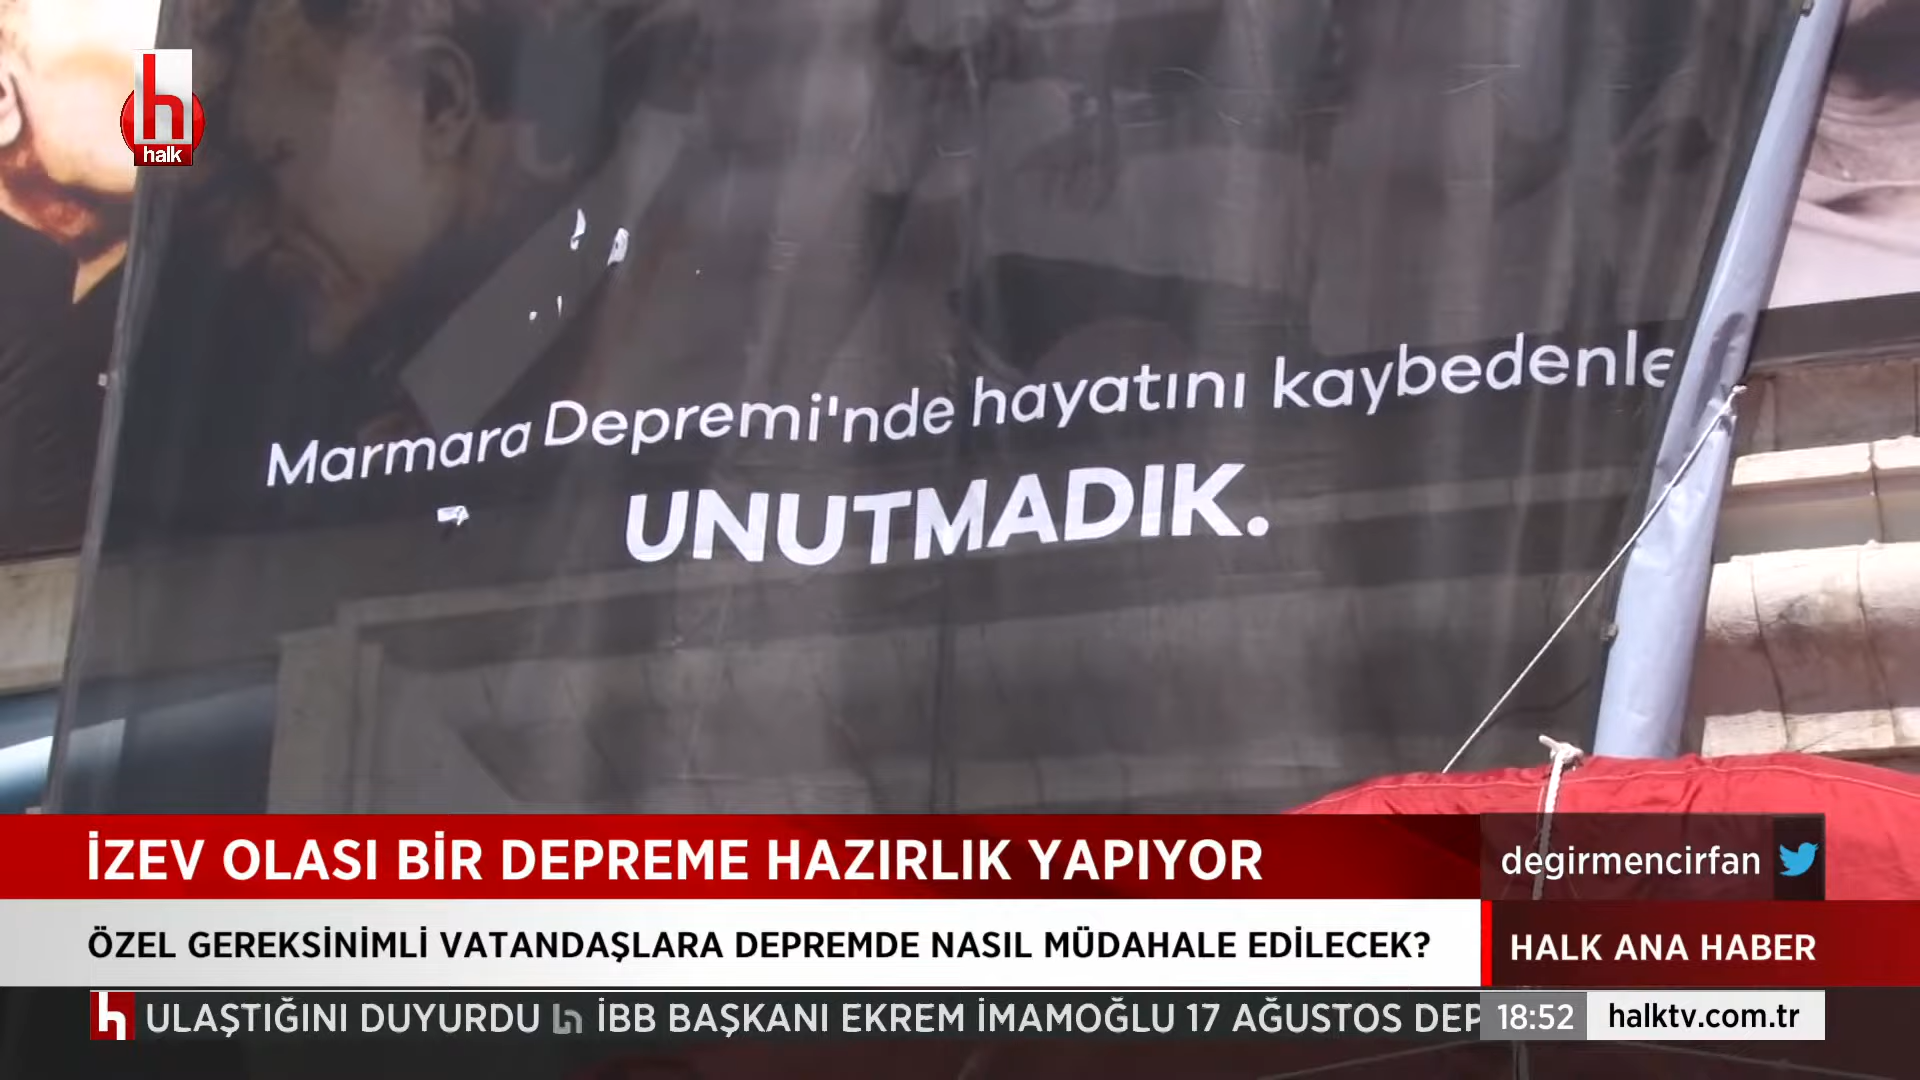 h
halk
Marmara Depremi'nde hayatını kaybedenle
UNUTMADIK.
İZEV OLASI BİR DEPREME HAZIRLIK YAPIYOR
degirmencirfan
ÖZEL GEREKSİNİMLİ VATANDAŞLARA DEPREMDE NASIL MÜDAHALE EDİLECEK?
HALK ANA HABER
h ULAŞTIĞINI DUYURDU h İBB BAŞKANI EKREM İMAMOĞLU 17 AĞUSTOS DEP
18:52
halktv.com.tr